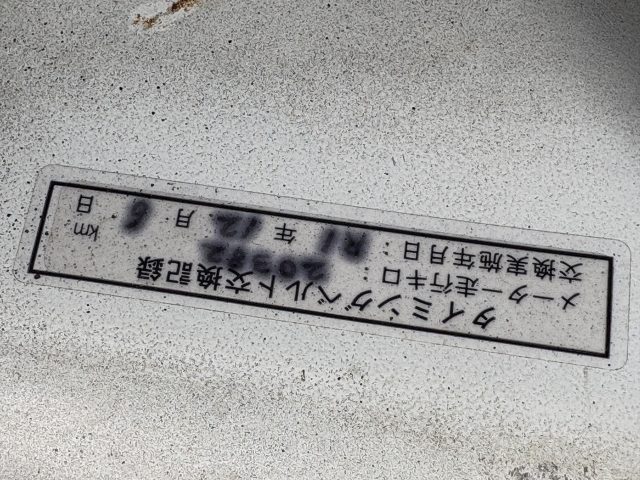 タイミングベルト交換記録
メーター走行キロ: km
交換実施年月日: R1 年 12 月 日